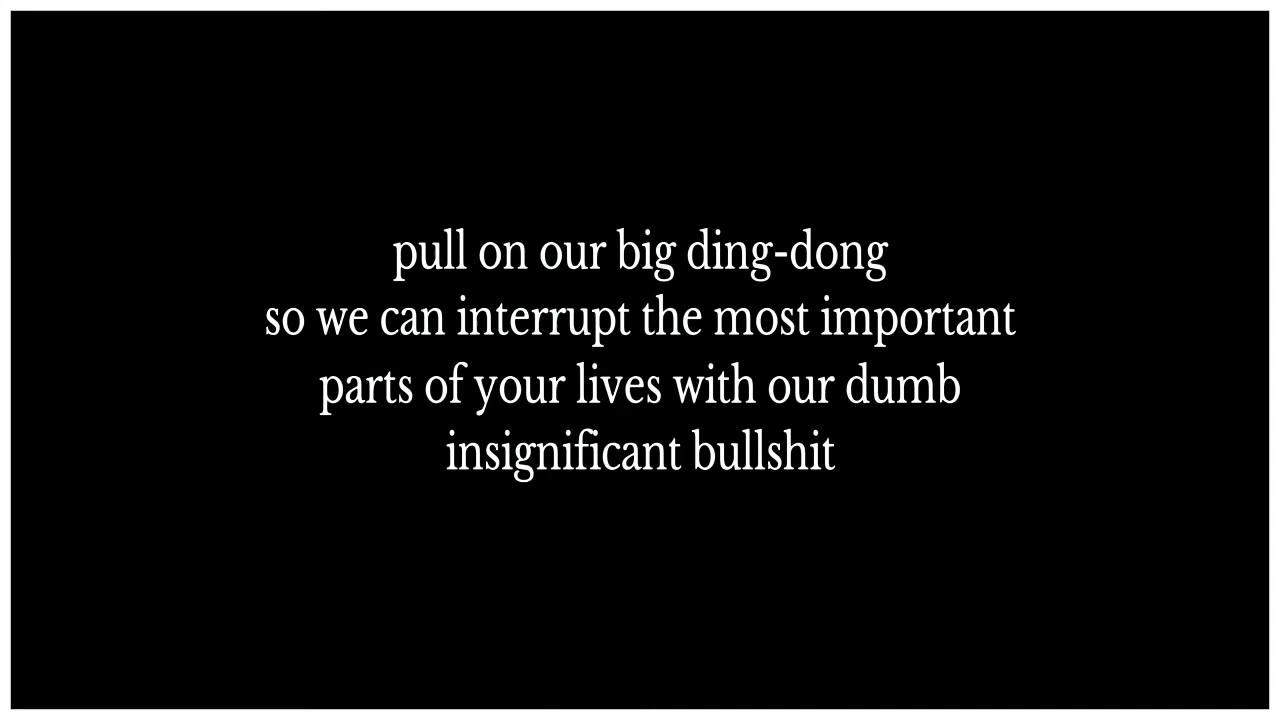 pull on our big ding-dong
so we can interrupt the most important
parts of your lives with our dumb
insignificant bullshit